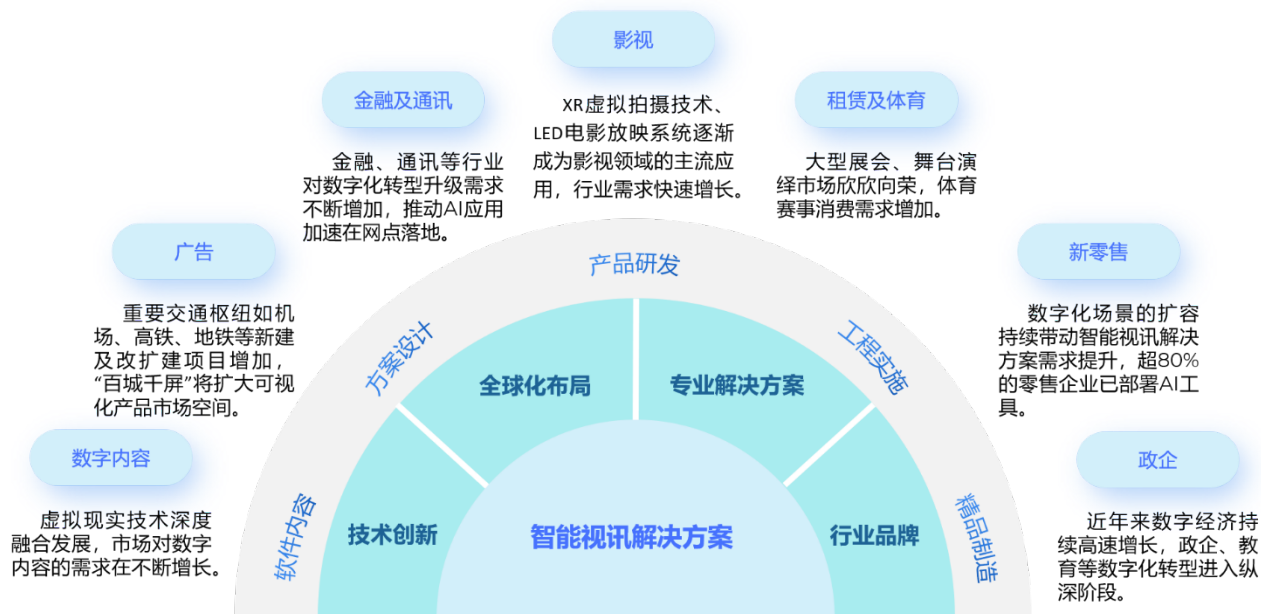 影视
XR虚拟拍摄技术、
LED电影放映系统逐渐
成为影视领域的主流应
用，行业需求快速增长。
金融及通讯
金融、通讯等行业
对数字化转型升级需求
不断增加，推动AI应用
加速在网点落地。
租赁及体育
大型展会、舞台演
绎市场欣欣向荣，体育
赛事消费需求增加。
广告
重要交通枢纽如机
场、高铁、地铁等新建
及改扩建项目增加，
“百城千屏”将扩大可视
化产品市场空间。
新零售
数字化场景的扩容
持续带动智能视讯解决
方案需求提升，超80%
的零售企业已部署AI工
具。
数字内容
虚拟现实技术深度
融合发展，市场对数字
内容的需求在不断增长。
政企
近年来数字经济持
续高速增长，政企、教
育等数字化转型进入纵
深阶段。
软件内容
方案设计
产品研发
工程实施
精品制造
技术创新
全球化布局
专业解决方案
行业品牌
智能视讯解决方案